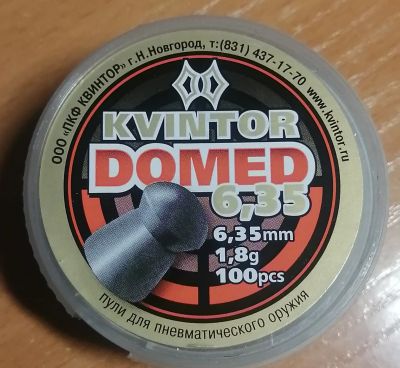 ООО "ПКФ КВИНТОР" г.Н.Новгород, т:(831) 437-17-70
www.kvintor.ru
KVINTOR
DOMED
6,35
6,35mm
1,8g
100pcs
пули для пневматического оружия